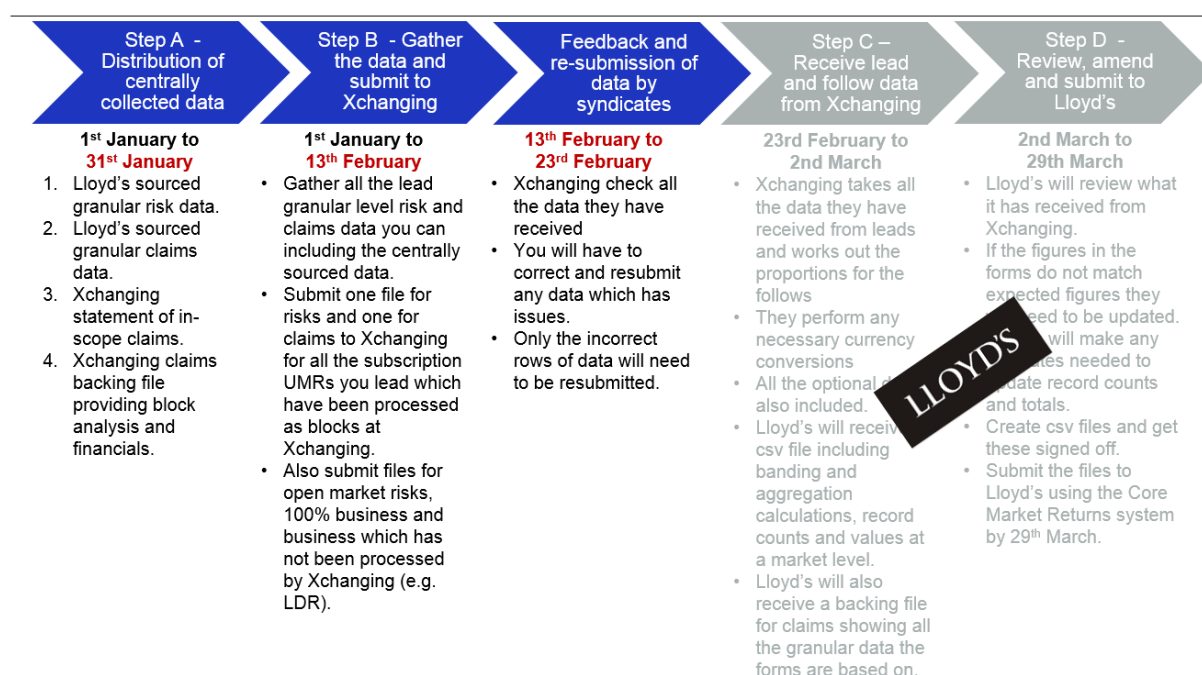 Step A -
Distribution of
centrally
collected data
1st January to
31st January
1. Lloyd's sourced
granular risk data.
2. Lloyd's sourced
granular claims
data.
3. Xchanging
statement of in-
scope claims.
4. Xchanging claims
backing file
providing block
analysis and
financials.
Step B - Gather
the data and
submit to
Xchanging
1st January to
13th February
• Gather all the lead
granular level risk and
claims data you can
including the centrally
sourced data.
• Submit one file for
risks and one for
claims to Xchanging
for all the subscription
UMRs you lead which
have been processed
as blocks at
Xchanging.
• Also submit files for
open market risks,
100% business and
business which has
not been processed
by Xchanging (e.g.
LDR).
Feedback and
re-submission of
data by
syndicates
13th February to
23rd February
• Xchanging check all
the data they have
received
• You will have to
correct and resubmit
any data which has
issues.
• Only the incorrect
rows of data will need
to be resubmitted.
Step C –
Receive lead
and follow data
from Xchanging
23rd February to
2nd March
• Xchanging takes all
the data they have
received from leads
and works out the
proportions for the
follows
• They perform any
necessary currency
conversions
• All the optional
also included.
• Lloyd's will receive
csv file including
banding and
aggregation
calculations, record
counts and values at
a market level.
• Lloyd's will also
receive a backing file
for claims showing all
the granular data the
forms are based on.
Step D -
Review, amend
and submit to
Lloyd's
2nd March to
29th March
• Lloyd's will review what
it has received from
Xchanging.
• If the figures in the
forms do not match
expected figures they
to be updated.
will make any
needed to
update record counts
and totals.
• Create csv files and get
these signed off.
• Submit the files to
Lloyd's using the Core
Market Returns system
by 29th March.
LLOYD'S